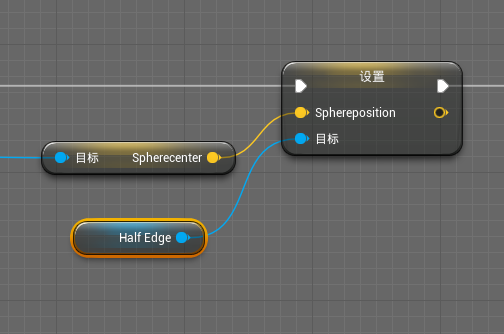 设置
Sphereposition
目标
目标 Spherecenter
Half Edge